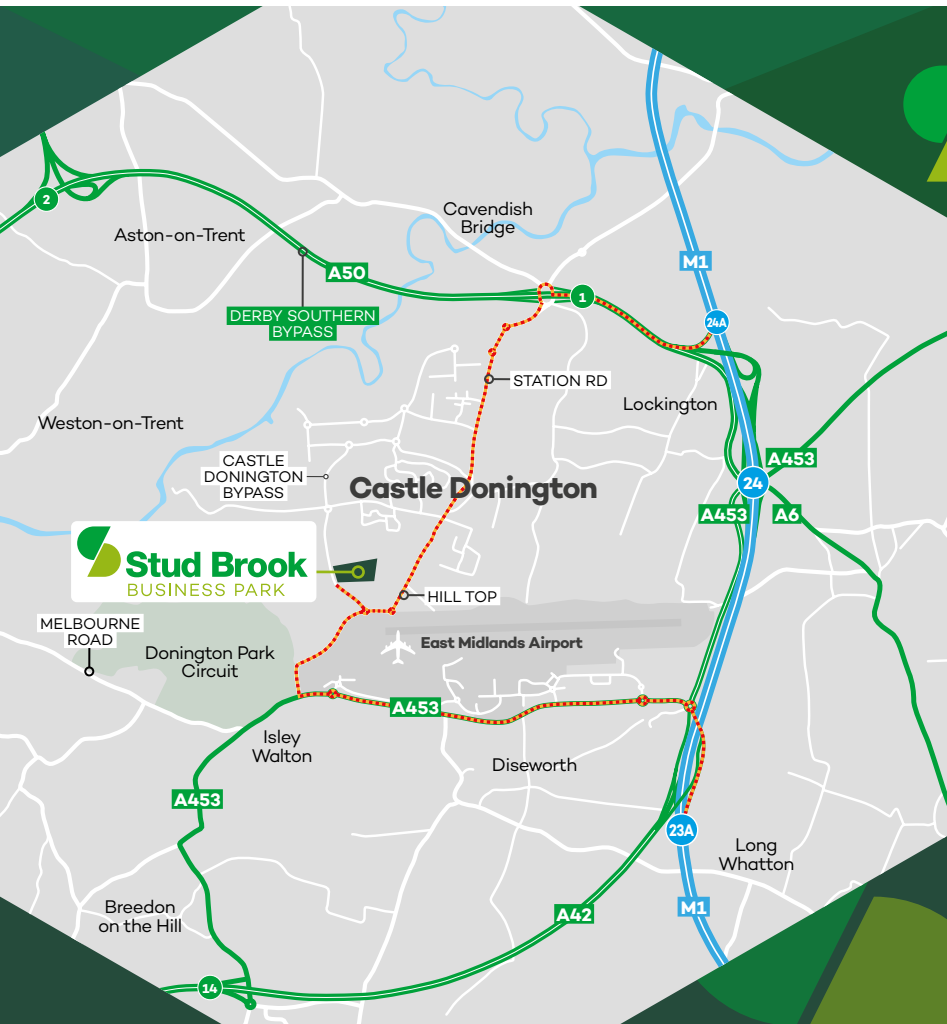 2
Aston-on-Trent
Cavendish
Bridge
M1
A50
1
24A
DERBY SOUTHERN
BYPASS
STATION RD
Lockington
Weston-on-Trent
CASTLE
DONINGTON
BYPASS
Castle Donington
A453
24
A453
A6
Stud Brook
BUSINESS PARK
HILL TOP
MELBOURNE
ROAD
Donington Park
Circuit
East Midlands Airport
A453
Isley
Walton
Diseworth
A453
23A
Long
Whatton
Breedon
on the Hill
A42
M1
14